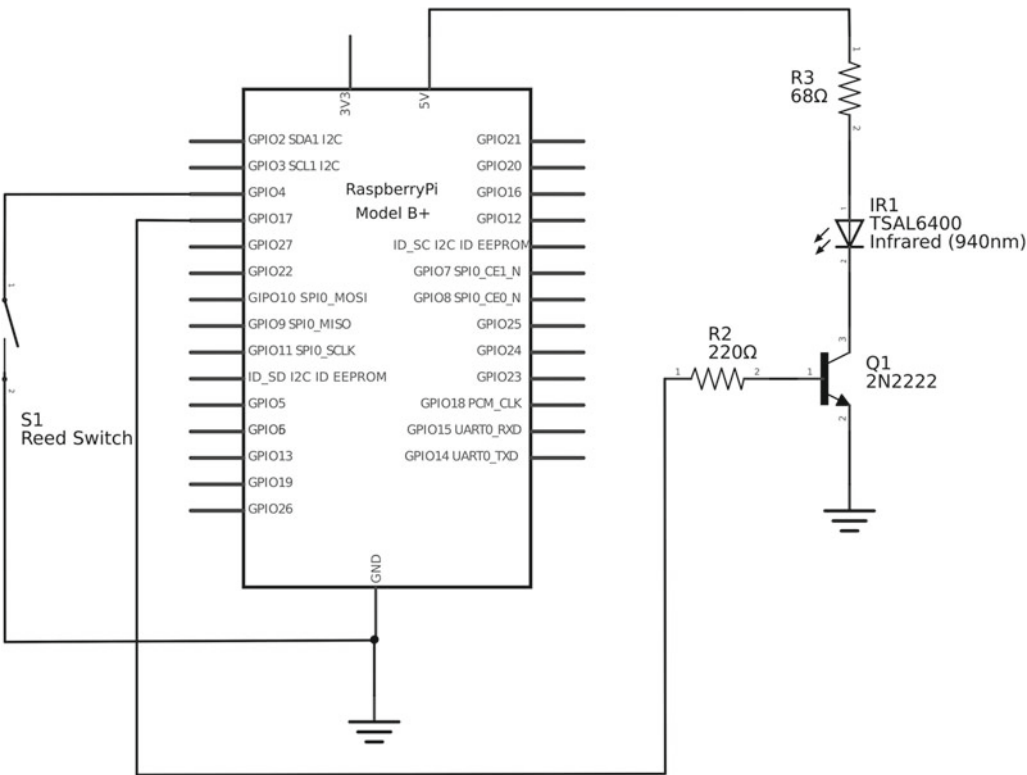 3V3
5V
GPIO2 SDA1 I2C
GPIO3 SCL1 I2C
GPIO4
GPIO17
GPIO27
GPIO22
GIPO10 SPI0_MOSI
GPIO9 SPI0_MISO
GPIO11 SPI0_SCLK
ID_SD I2C ID EEPROM
GPIO5
GPIO6
GPIO13
GPIO19
GPIO26
RaspberryPi
Model B+
GPIO21
GPIO20
GPIO16
GPIO12
ID_SC I2C ID EEPROM
GPIO7 SPI0_CE1_N
GPIO8 SPI0_CE0_N
GPIO25
GPIO24
GPIO23
GPIO18 PCM_CLK
GPIO15 UART0_RXD
GPIO14 UART0_TXD
GND
1
2
S1
Reed Switch
1
R3
68Ω
2
1
IR1
TSAL6400
Infrared (940nm)
2
R2
220Ω
1
2
1
3
Q1
2N2222
2